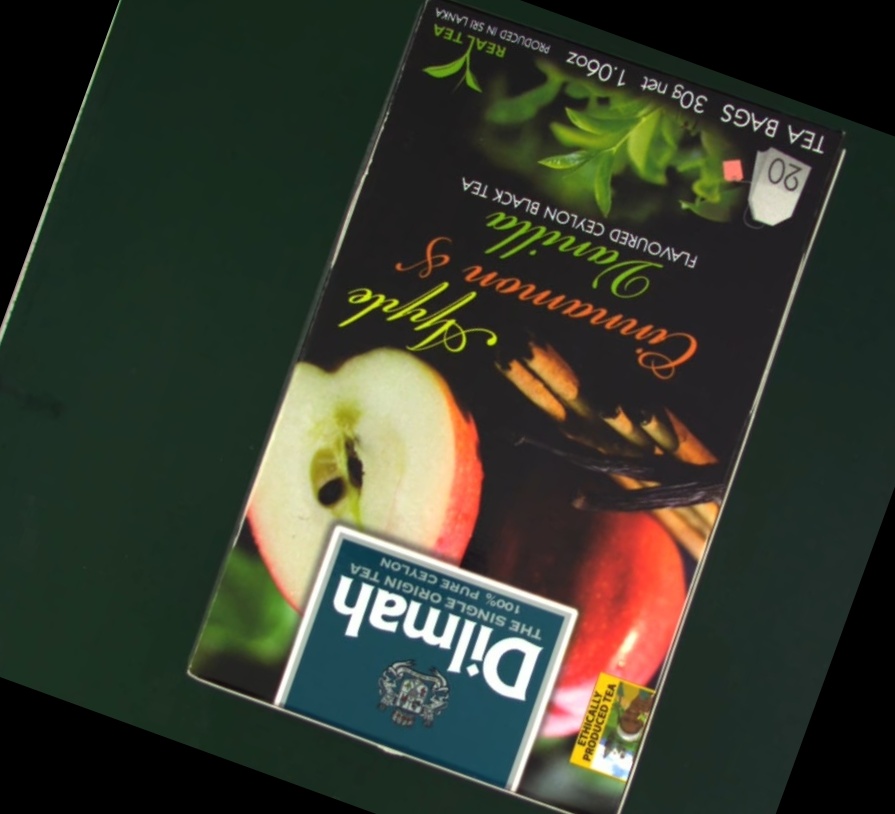 Dilmah
THE SINGLE ORIGIN TEA
100% PURE CEYLON
ETHICALLY
PRODUCED TEA
Apple
Cinnamon &
Vanilla
FLAVOURED CEYLON BLACK TEA
20
TEA BAGS 30g net 1.06oz
REAL TEA
PRODUCED IN SRI LANKA